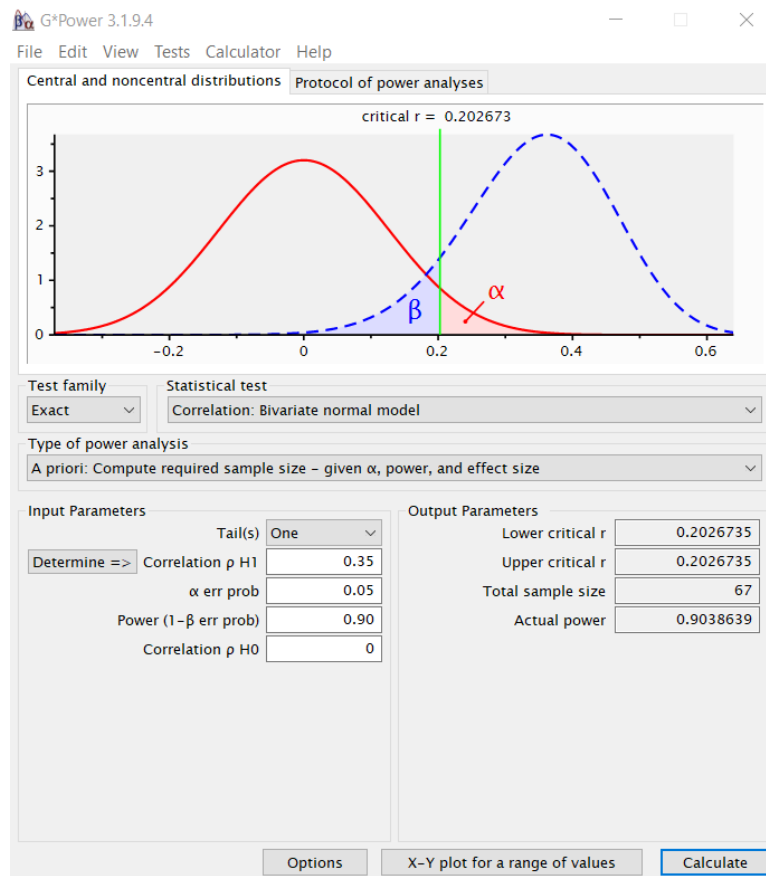 βα G*Power 3.1.9.4
File Edit View Tests Calculator Help
Central and noncentral distributions Protocol of power analyses
critical r = 0.202673
3
2
1
0
β
α
-0.2 0 0.2 0.4 0.6
Test family Statistical test
Exact Correlation: Bivariate normal model
Type of power analysis
A priori: Compute required sample size - given α, power, and effect size
Input Parameters Output Parameters
Tail(s) One Lower critical r 0.2026735
Determine => Correlation ρ H1 0.35 Upper critical r 0.2026735
α err prob 0.05 Total sample size 67
Power (1-β err prob) 0.90 Actual power 0.9038639
Correlation ρ H0 0
Options X-Y plot for a range of values Calculate